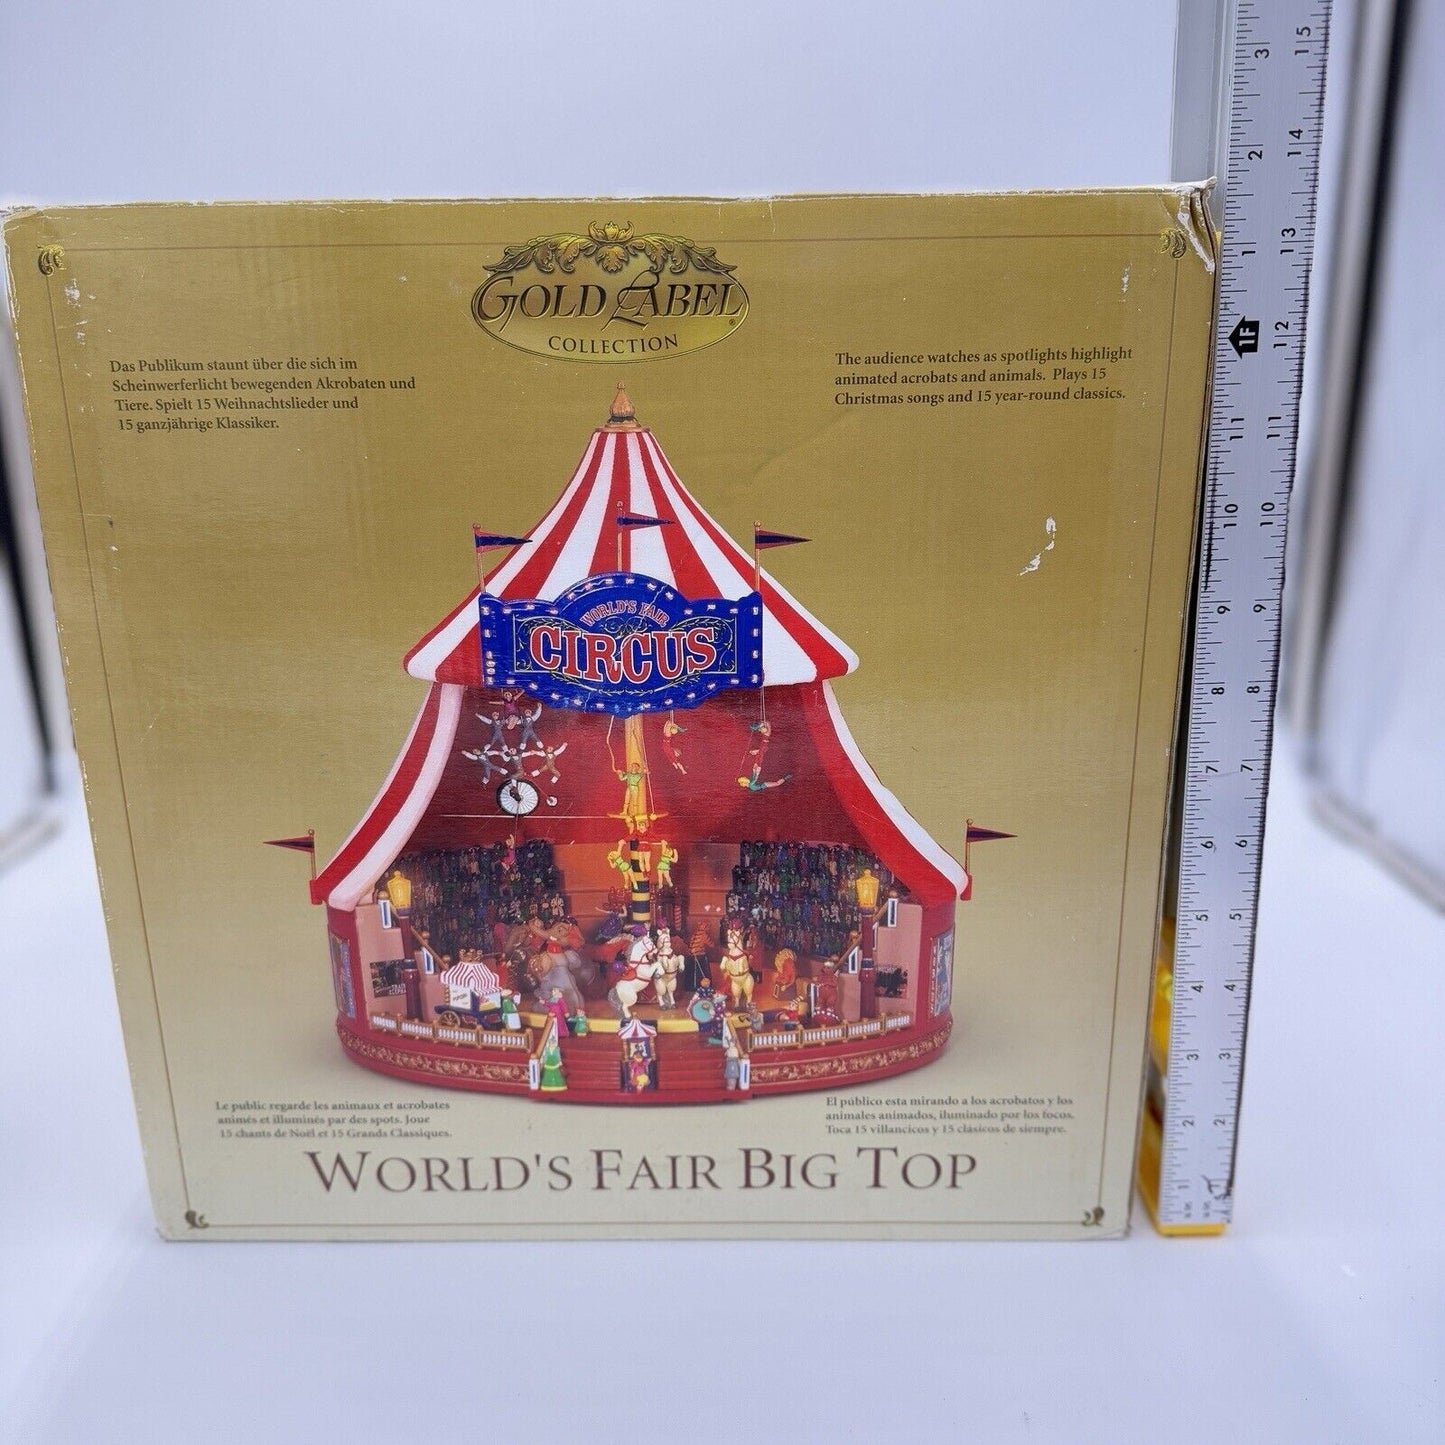 GOLD LABEL
COLLECTION
Das Publikum staunt über die sich im
Scheinwerferlicht bewegenden Akrobaten und
Tiere. Spielt 15 Weihnachtslieder und
15 ganzjährige Klassiker.
The audience watches as spotlights highlight
animated acrobats and animals. Plays 15
Christmas songs and 15 year-round classics.
WORLD'S FAIR
CIRCUS
Le public regarde les animaux et acrobates
animés et illuminés par des spots. Joue
15 chants de Noël et 15 Grands Classiques.
El público esta mirando a los acrobatos y los
animales animados, iluminado por los focos.
Toca 15 villancicos y 15 clásicos de siempre.
WORLD'S FAIR BIG TOP
3 15
2 14
1 13
1F 12
11 11
10 10
9 9
8 8
7 7
6 6
5 5
4 4
3 3
2 2
1